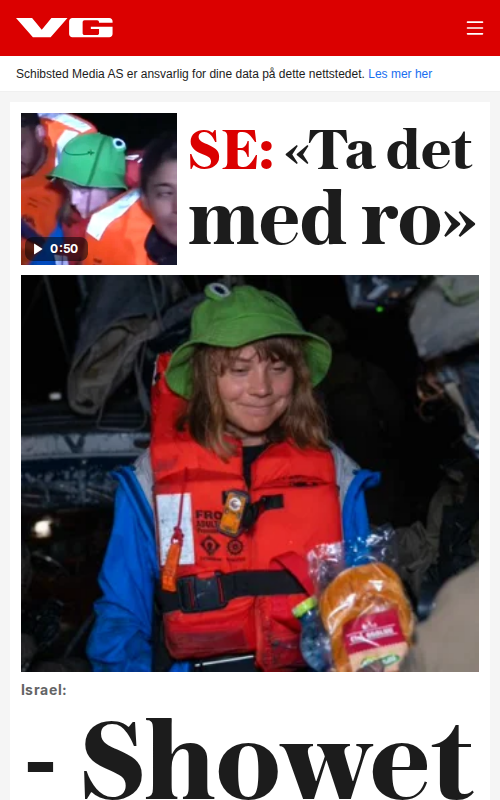 VG
Schibsted Media AS er ansvarlig for dine data på dette nettstedet. Les mer her
SE: «Ta det
med ro»
0:50
Israel:
- Showet